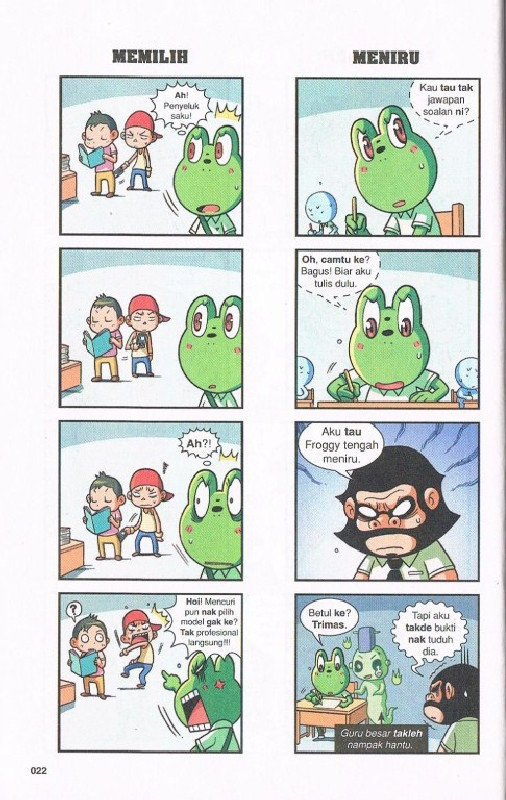 MEMILIH
Ah!
Penyeluk
saku!
Ah?!
Hoi! Mencuri
pun nak pilih
model gak ke?
Tak profesional
langsung!!!
?
MENIRU
Kau tau tak
jawapan
soalan ni?
Oh, camtu ke?
Bagus! Biar aku
tulis dulu.
Aku tau
Froggy tengah
meniru.
Betul ke?
Trimas.
Tapi aku
takde bukti
nak tuduh
dia.
Guru besar takleh
nampak hantu.
022